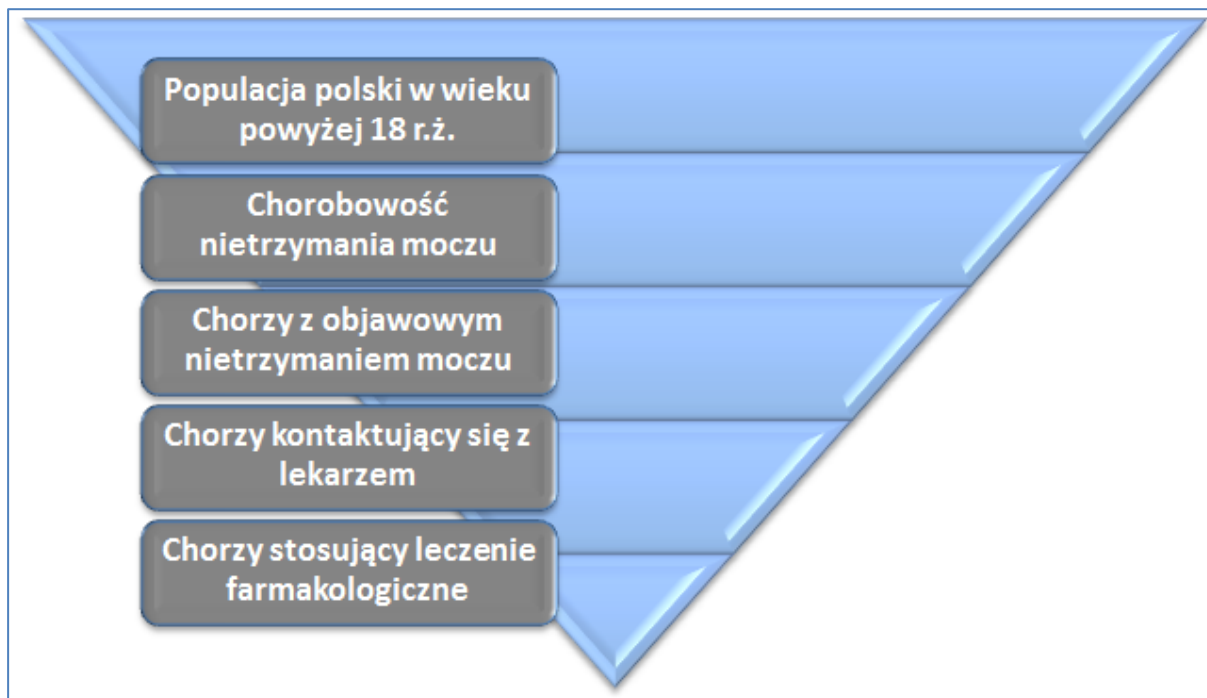 Populacja polski w wieku
powyżej 18 r.ż.
Chorobowość
nietrzymania moczu
Chorzy z objawowym
nietrzymaniem moczu
Chorzy kontaktujący się z
lekarzem
Chorzy stosujący leczenie
farmakologiczne